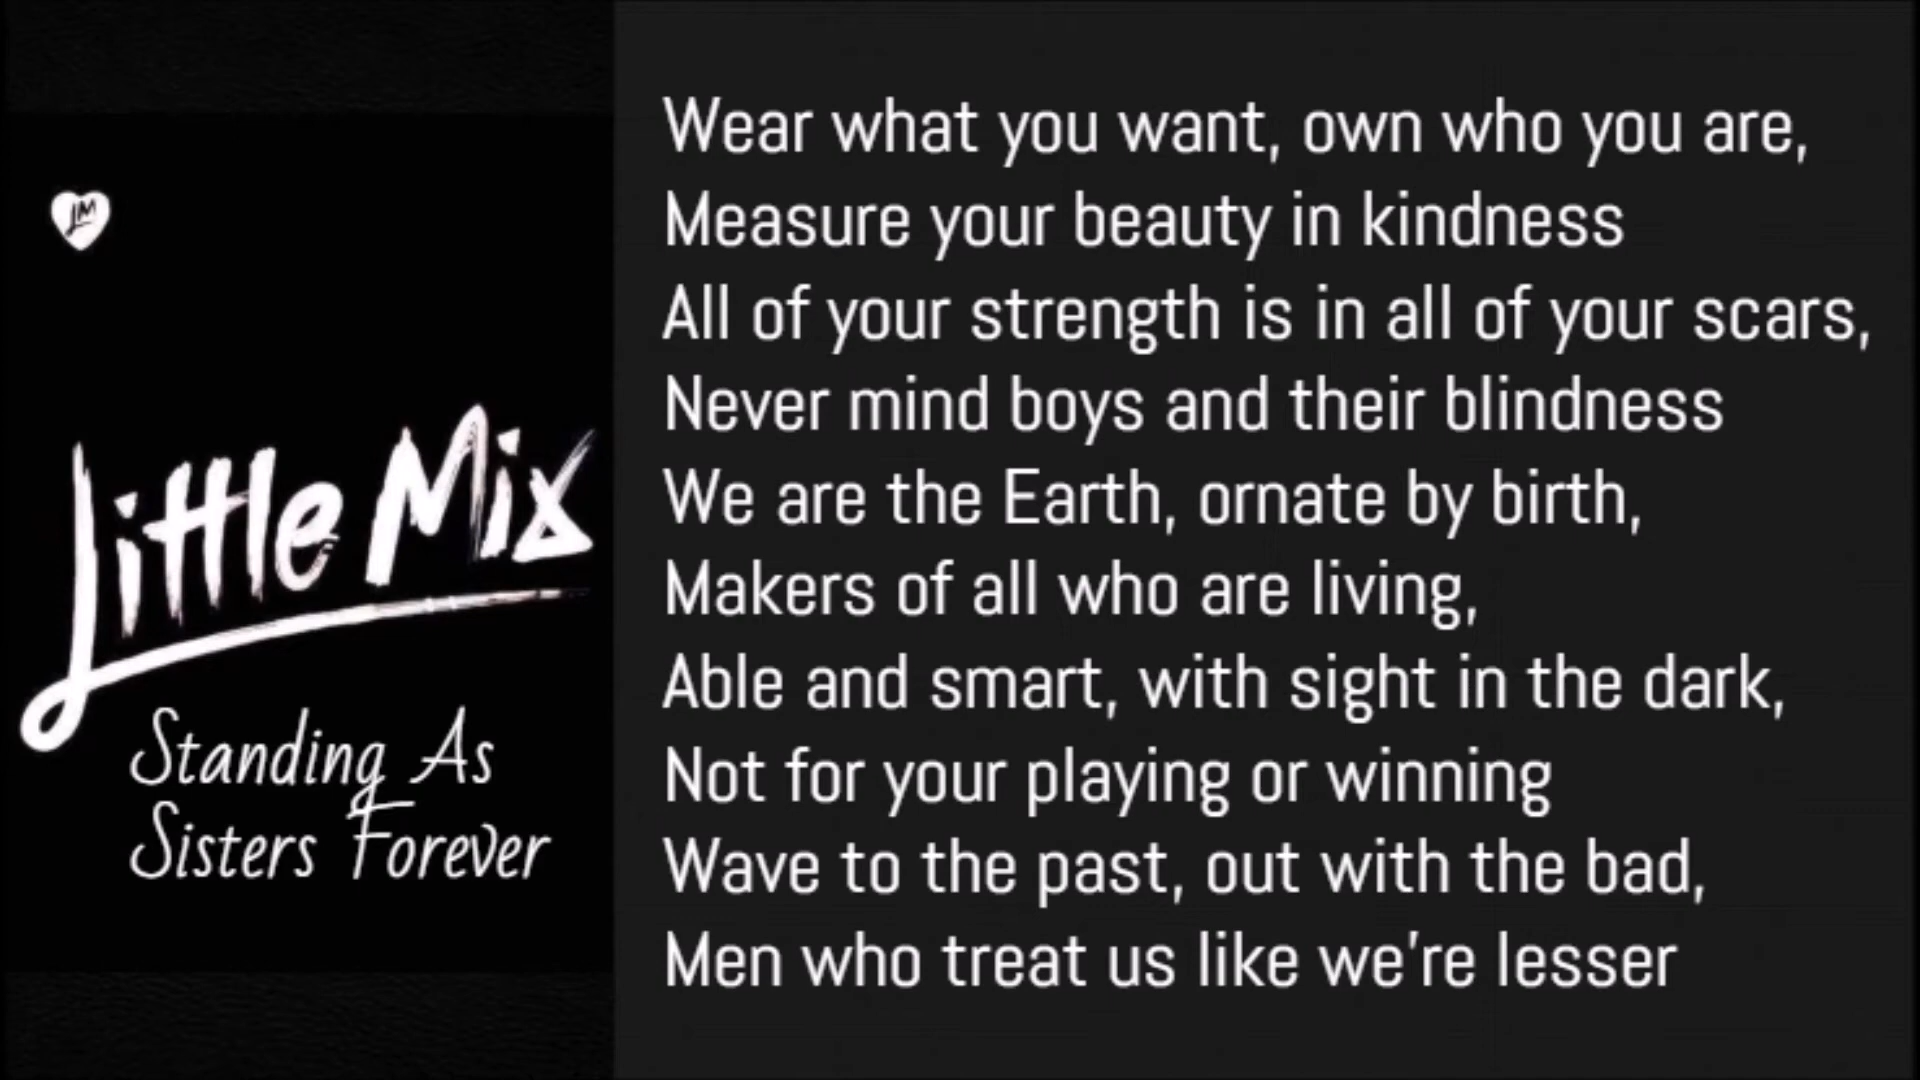 LM
Little Mix
Standing As
Sisters Forever
Wear what you want, own who you are,
Measure your beauty in kindness
All of your strength is in all of your scars,
Never mind boys and their blindness
We are the Earth, ornate by birth,
Makers of all who are living,
Able and smart, with sight in the dark,
Not for your playing or winning
Wave to the past, out with the bad,
Men who treat us like we're lesser